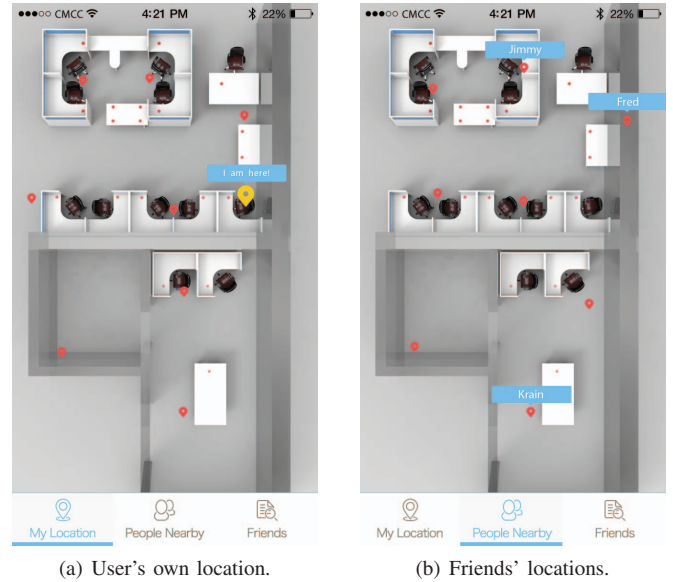 ●●●○○ CMCC 4:21 PM 22%
I am here!
My Location People Nearby Friends
(a) User's own location.
●●●○○ CMCC 4:21 PM 22%
Jimmy
Fred
Krain
My Location People Nearby Friends
(b) Friends' locations.